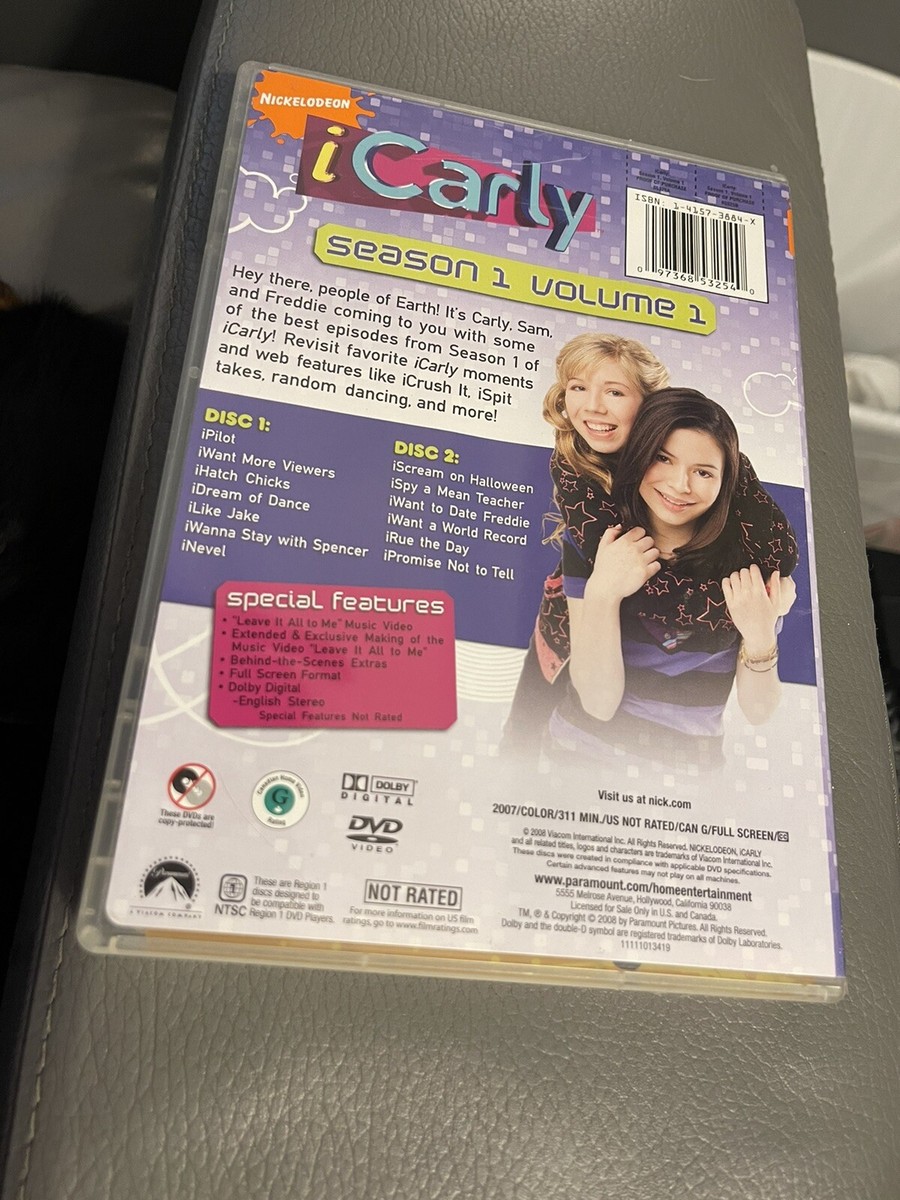 NICKELODEON
iCarly
Season 1 Volume 1
ISBN: 1-4157-3884-X
0 97368 53254 0
Hey there, people of Earth! It's Carly, Sam,
and Freddie coming to you with some
of the best episodes from Season 1 of
iCarly! Revisit favorite iCarly moments
and web features like iCrush It, iSpit
takes, random dancing, and more!
DISC 1:
iPilot
iWant More Viewers
iHatch Chicks
iDream of Dance
iLike Jake
iWanna Stay with Spencer
iNevel
DISC 2:
iScream on Halloween
iSpy a Mean Teacher
iWant to Date Freddie
iWant a World Record
iRue the Day
iPromise Not to Tell
special features
• "Leave It All to Me" Music Video
• Extended & Exclusive Making of the
Music Video "Leave It All to Me"
• Behind-the-Scenes Extras
• Full Screen Format
• Dolby Digital
-English Stereo
Special Features Not Rated
These DVDs are
copy-protected!
Canadian Home Video
G
Rated
DOLBY
DIGITAL
DVD
VIDEO
Paramount
A VIACOM COMPANY
1
NTSC
These are Region 1
discs designed to
be compatible with
Region 1 DVD Players.
NOT RATED
For more information on US film
ratings, go to www.filmratings.com
Visit us at nick.com
2007/COLOR/311 MIN./US NOT RATED/CAN G/FULL SCREEN/CC
© 2008 Viacom International Inc. All Rights Reserved. NICKELODEON, iCARLY
and all related titles, logos and characters are trademarks of Viacom International Inc.
These discs were created in compliance with applicable DVD specifications.
Certain advanced features may not play on all machines.
www.paramount.com/homeentertainment
5555 Melrose Avenue, Hollywood, California 90038
Licensed for Sale Only in U.S. and Canada.
TM, ® & Copyright © 2008 by Paramount Pictures. All Rights Reserved.
Dolby and the double-D symbol are registered trademarks of Dolby Laboratories.
11111013419